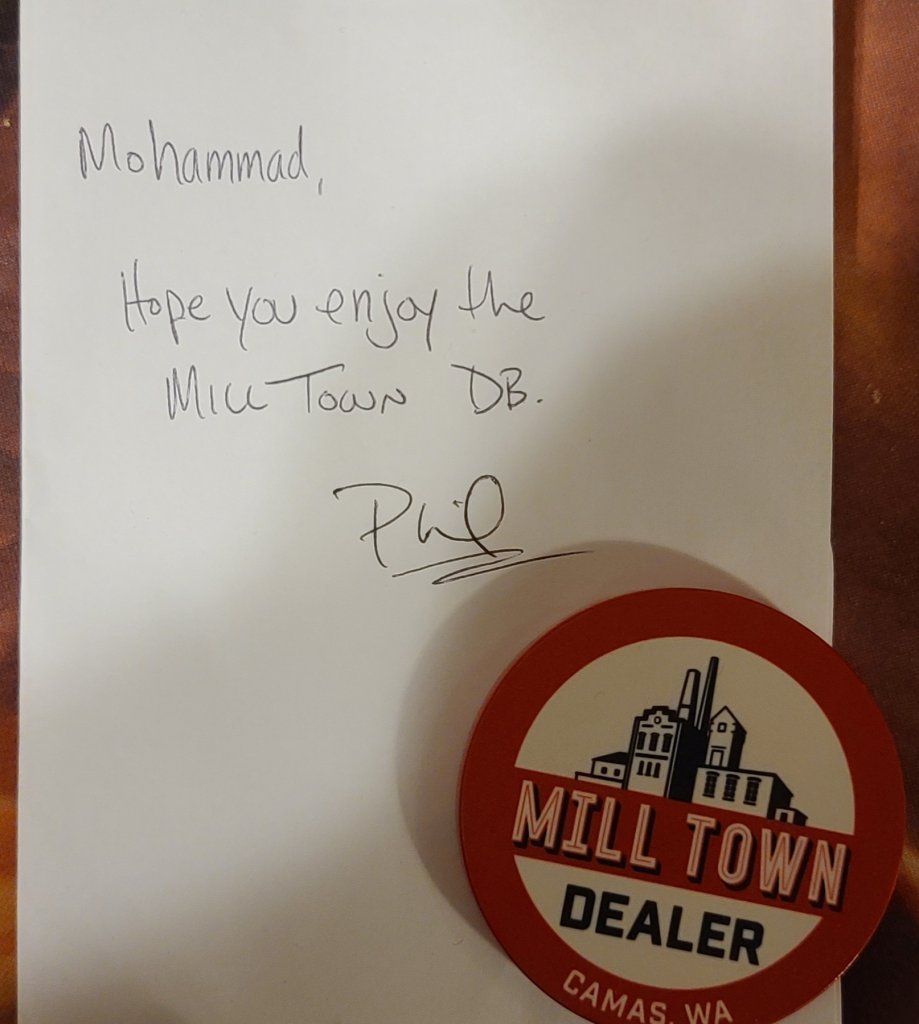 Mohammad,
Hope you enjoy the
Mill Town DB.
Phil
MILL TOWN
DEALER
CAMAS, WA